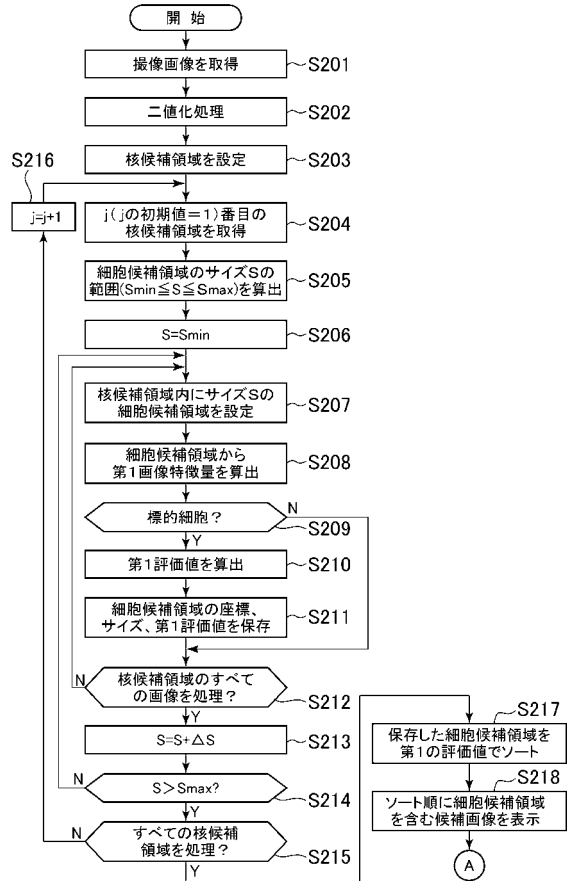 開 始
撮像画像を取得
S201
二値化処理
S202
核候補領域を設定
S203
S216
j=j+1
j(jの初期値=1)番目の
核候補領域を取得
S204
細胞候補領域のサイズSの
範囲(Smin≦S≦Smax)を算出
S205
S=Smin
S206
核候補領域内にサイズSの
細胞候補領域を設定
S207
細胞候補領域から
第1画像特徴量を算出
S208
標的細胞?
N
S209
Y
第1評価値を算出
S210
細胞候補領域の座標、
サイズ、第1評価値を保存
S211
N
核候補領域のすべて
の画像を処理?
S212
Y
S=S+△S
S213
N
S>Smax?
S214
Y
N
すべての核候補
領域を処理?
S215
Y
S217
保存した細胞候補領域を
第1の評価値でソート
S218
ソート順に細胞候補領域
を含む候補画像を表示
A